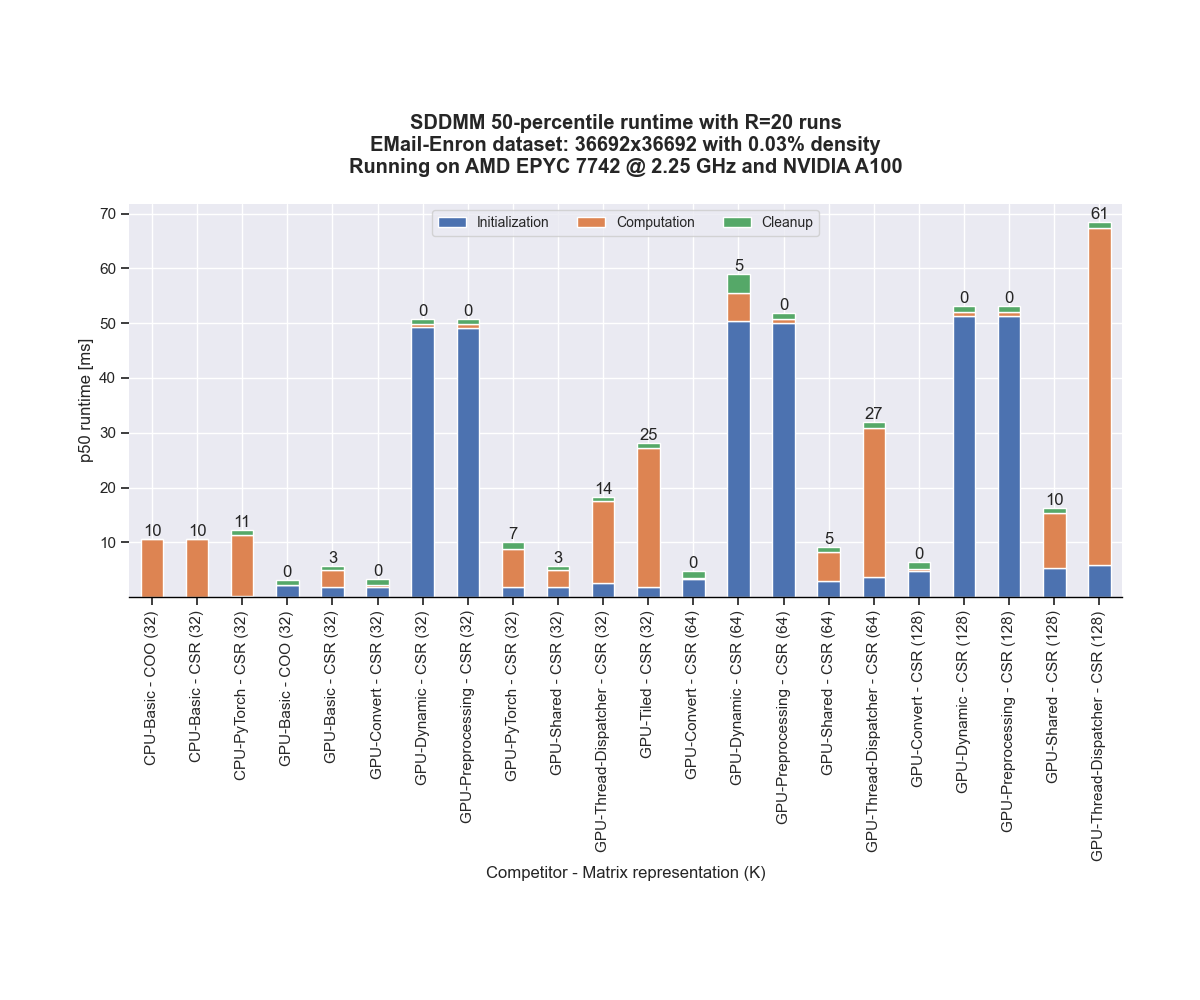 SDDMM 50-percentile runtime with R=20 runs
EMail-Enron dataset: 36692x36692 with 0.03% density
Running on AMD EPYC 7742 @ 2.25 GHz and NVIDIA A100
Initialization
Computation
Cleanup
p50 runtime [ms]
70
60
50
40
30
20
10
10
10
11
0
3
0
0
0
7
3
14
25
0
5
0
5
27
0
0
0
10
61
CPU-Basic - COO (32)
CPU-Basic - CSR (32)
CPU-PyTorch - CSR (32)
GPU-Basic - COO (32)
GPU-Basic - CSR (32)
GPU-Convert - CSR (32)
GPU-Dynamic - CSR (32)
GPU-Preprocessing - CSR (32)
GPU-PyTorch - CSR (32)
GPU-Shared - CSR (32)
GPU-Thread-Dispatcher - CSR (32)
GPU-Tiled - CSR (32)
GPU-Convert - CSR (64)
GPU-Dynamic - CSR (64)
GPU-Preprocessing - CSR (64)
GPU-Shared - CSR (64)
GPU-Thread-Dispatcher - CSR (64)
GPU-Convert - CSR (128)
GPU-Dynamic - CSR (128)
GPU-Preprocessing - CSR (128)
GPU-Shared - CSR (128)
GPU-Thread-Dispatcher - CSR (128)
Competitor - Matrix representation (K)